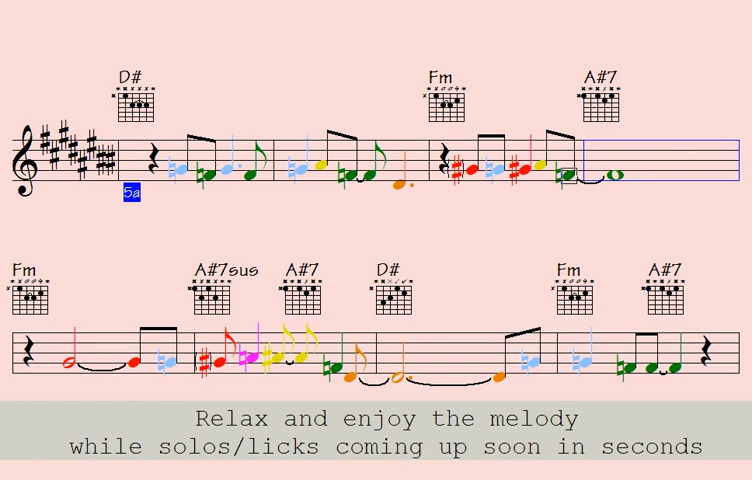 D# Fm A#7
5a
Fm A#7sus A#7 D# Fm A#7
Relax and enjoy the melody
while solos/licks coming up soon in seconds